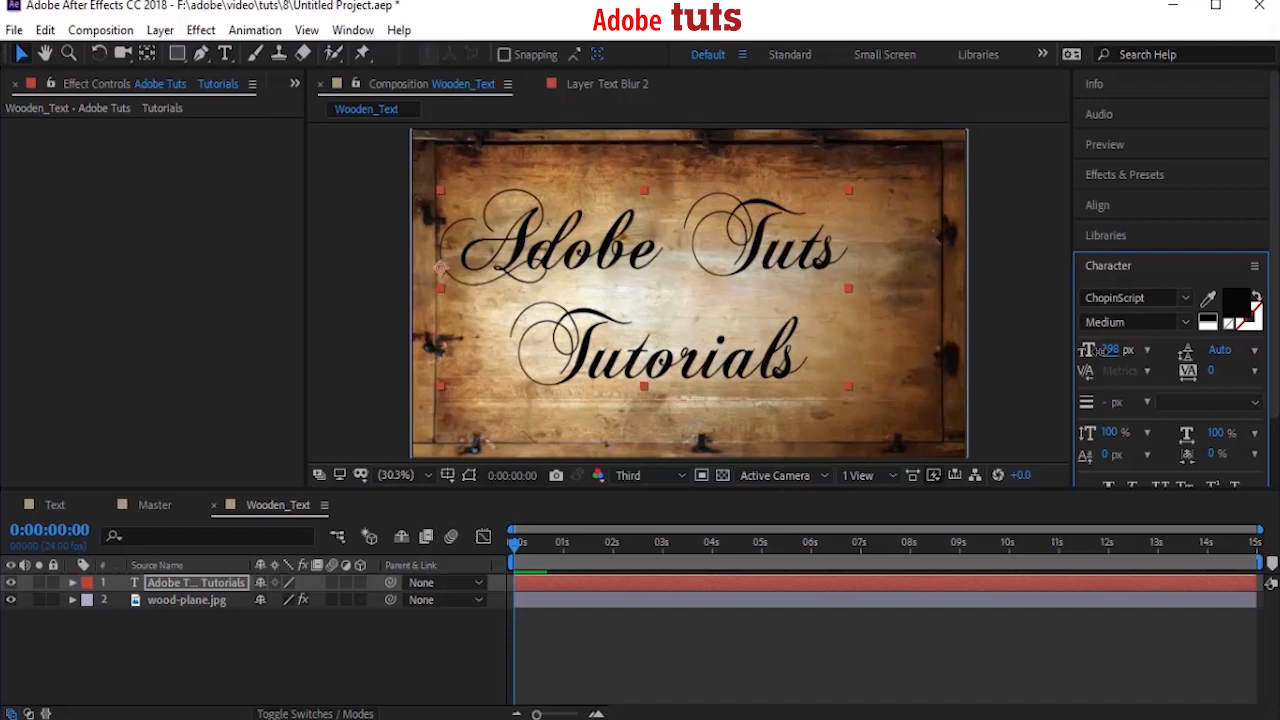 Adobe After Effects CC 2018 - F:\adobe\video\tuts\8\Untitled Project.aep *
Adobe tuts
File Edit Composition Layer Effect Animation View Window Help
Snapping Default Standard Small Screen Libraries Search Help
Effect Controls Adobe Tuts Tutorials
Composition Wooden_Text
Layer Text Blur 2
Info
Wooden_Text • Adobe Tuts Tutorials
Wooden_Text
Audio
Preview
Effects & Presets
Align
Libraries
Adobe Tuts
Tutorials
Character
ChopinScript
Medium
298 px Auto
Metrics 0
- px
100 % 100 %
0 px 0 %
(30.3%) 0:00:00:00 Third Active Camera 1 View +0.0
Text Master Wooden_Text
0:00:00:00
00000 (24.00 fps)
01s 02s 03s 04s 05s 06s 07s 08s 09s 10s 11s 12s 13s 14s 15s
# Source Name fx Parent & Link
1 T Adobe T... Tutorials None
2 wood-plane.jpg fx None
Toggle Switches / Modes